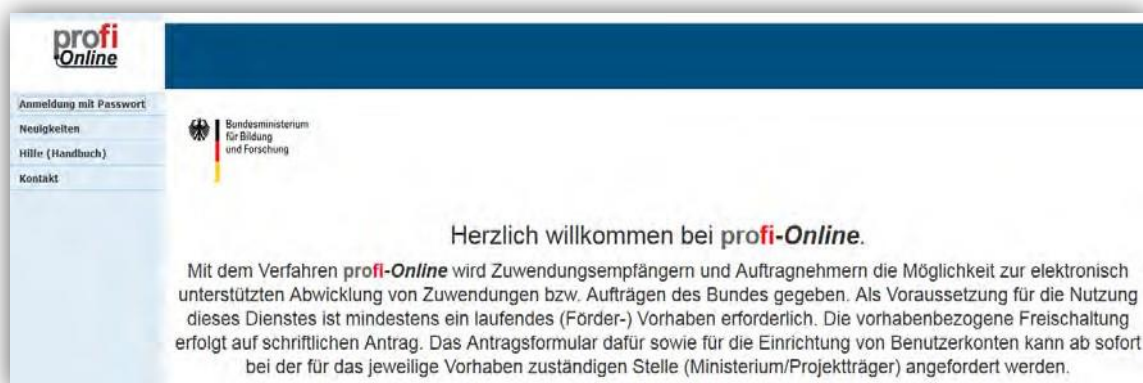 profi
Online
Anmeldung mit Passwort
Neuigkeiten
Hilfe (Handbuch)
Kontakt
Bundesministerium
für Bildung
und Forschung
Herzlich willkommen bei profi-Online.
Mit dem Verfahren profi-Online wird Zuwendungsempfängern und Auftragnehmern die Möglichkeit zur elektronisch
unterstützten Abwicklung von Zuwendungen bzw. Aufträgen des Bundes gegeben. Als Voraussetzung für die Nutzung
dieses Dienstes ist mindestens ein laufendes (Förder-) Vorhaben erforderlich. Die vorhabenbezogene Freischaltung
erfolgt auf schriftlichen Antrag. Das Antragsformular dafür sowie für die Einrichtung von Benutzerkonten kann ab sofort
bei der für das jeweilige Vorhaben zuständigen Stelle (Ministerium/Projektträger) angefordert werden.